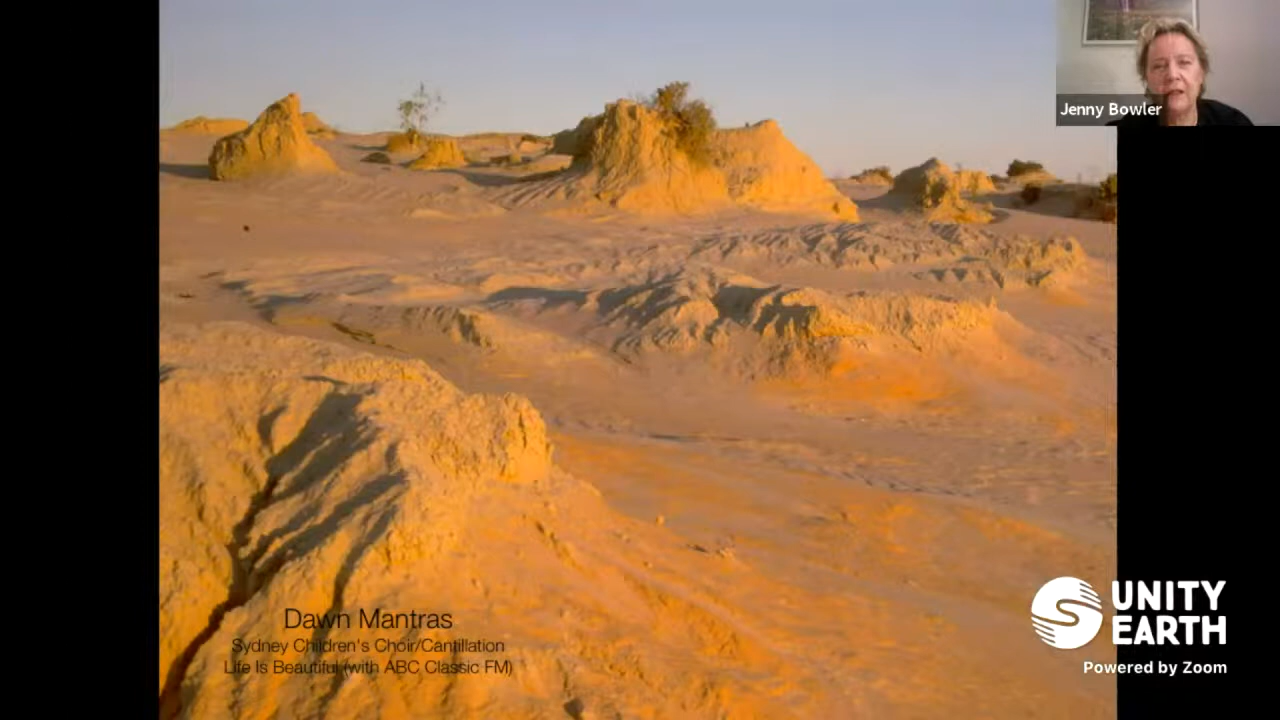 Jenny Bowler
Dawn Mantras
Sydney Children's Choir/Cantillation
Life Is Beautiful (with ABC Classic FM)
UNITY
EARTH
Powered by Zoom